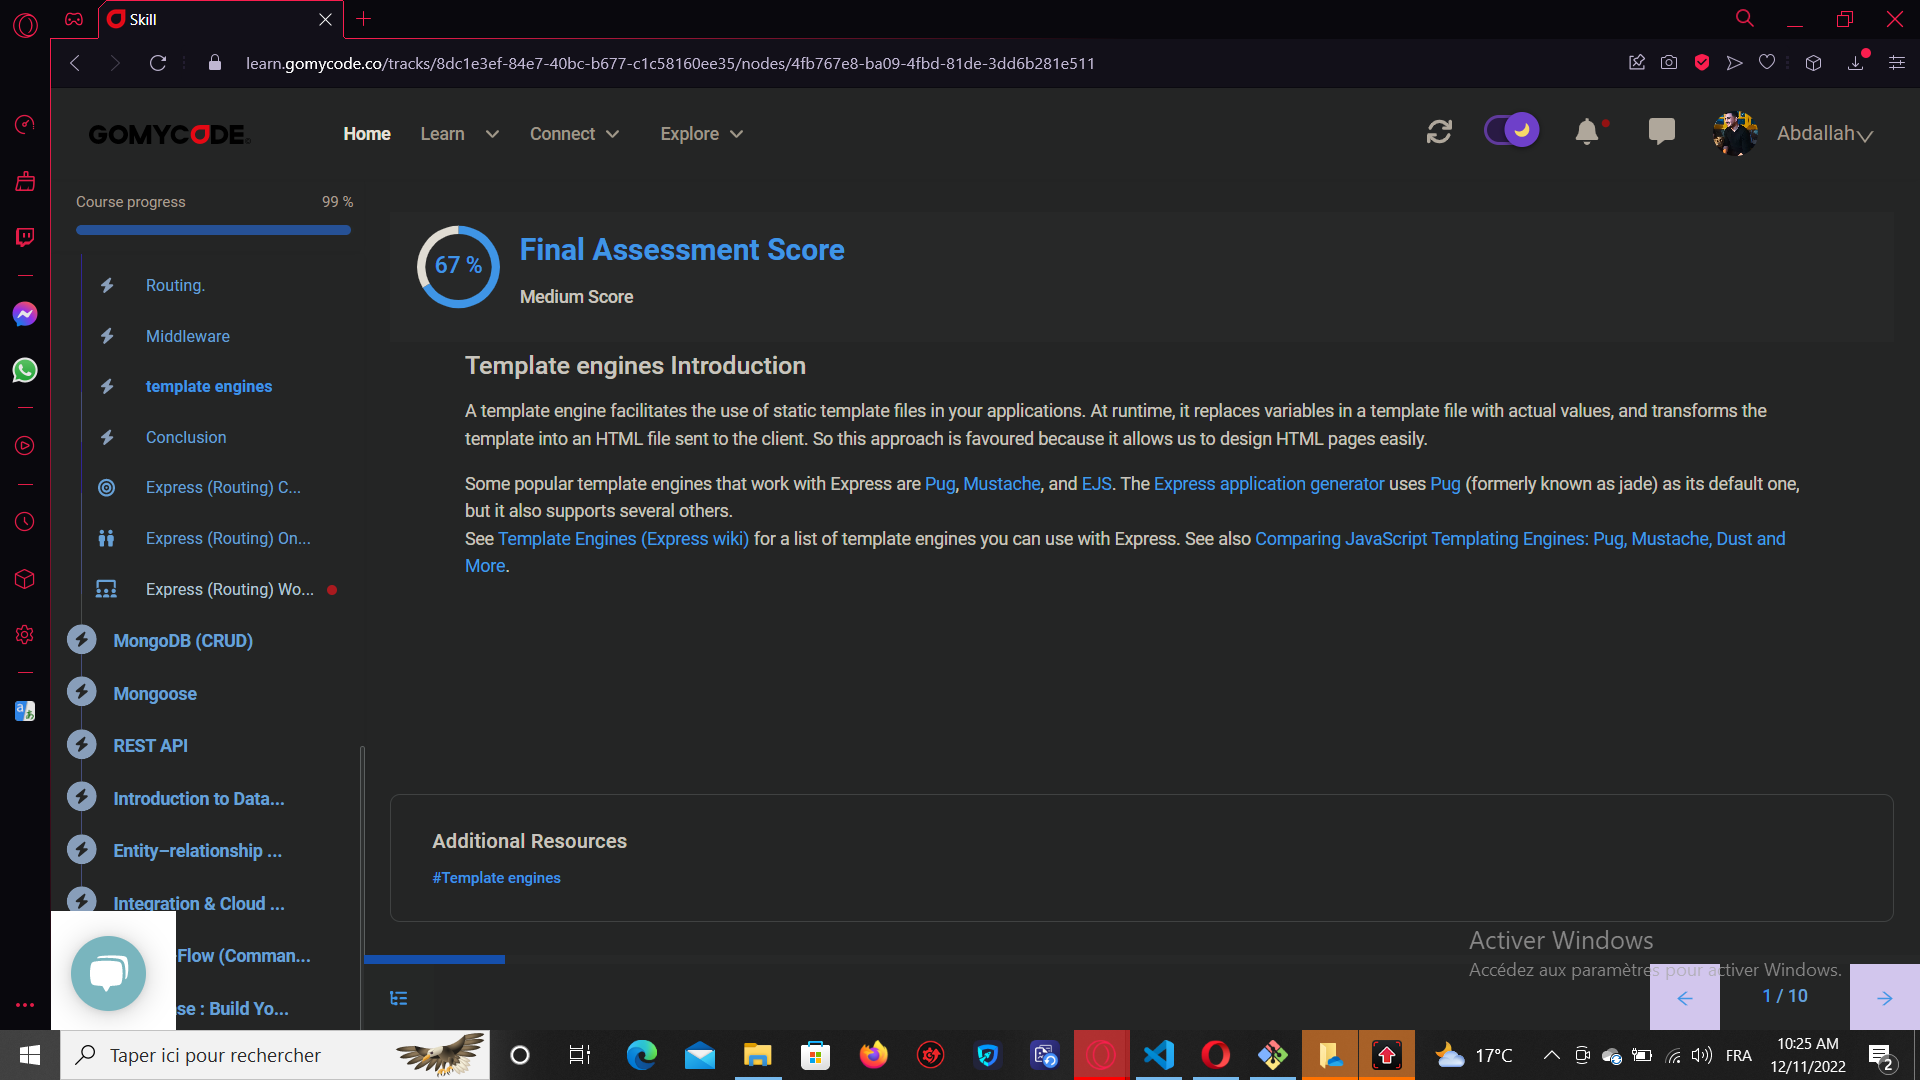 Skill
learn.gomycode.co/tracks/8dc1e3ef-84e7-40bc-b677-c1c58160ee35/nodes/4fb767e8-ba09-4fbd-81de-3dd6b281e511
GOMYCODE
Home
Learn
Connect
Explore
Abdallah
Course progress
99 %
Routing.
Middleware
template engines
Conclusion
Express (Routing) C...
Express (Routing) On...
Express (Routing) Wo...
MongoDB (CRUD)
Mongoose
REST API
Introduction to Data...
Entity–relationship ...
Integration & Cloud ...
-Flow (Comman...
se : Build Yo...
67 %
Final Assessment Score
Medium Score
Template engines Introduction
A template engine facilitates the use of static template files in your applications. At runtime, it replaces variables in a template file with actual values, and transforms the
template into an HTML file sent to the client. So this approach is favoured because it allows us to design HTML pages easily.
Some popular template engines that work with Express are Pug, Mustache, and EJS. The Express application generator uses Pug (formerly known as jade) as its default one,
but it also supports several others.
See Template Engines (Express wiki) for a list of template engines you can use with Express. See also Comparing JavaScript Templating Engines: Pug, Mustache, Dust and
More.
Additional Resources
#Template engines
Activer Windows
Accédez aux paramètres pour activer Windows.
1 / 10
Taper ici pour rechercher
17°C
FRA
10:25 AM
12/11/2022
2